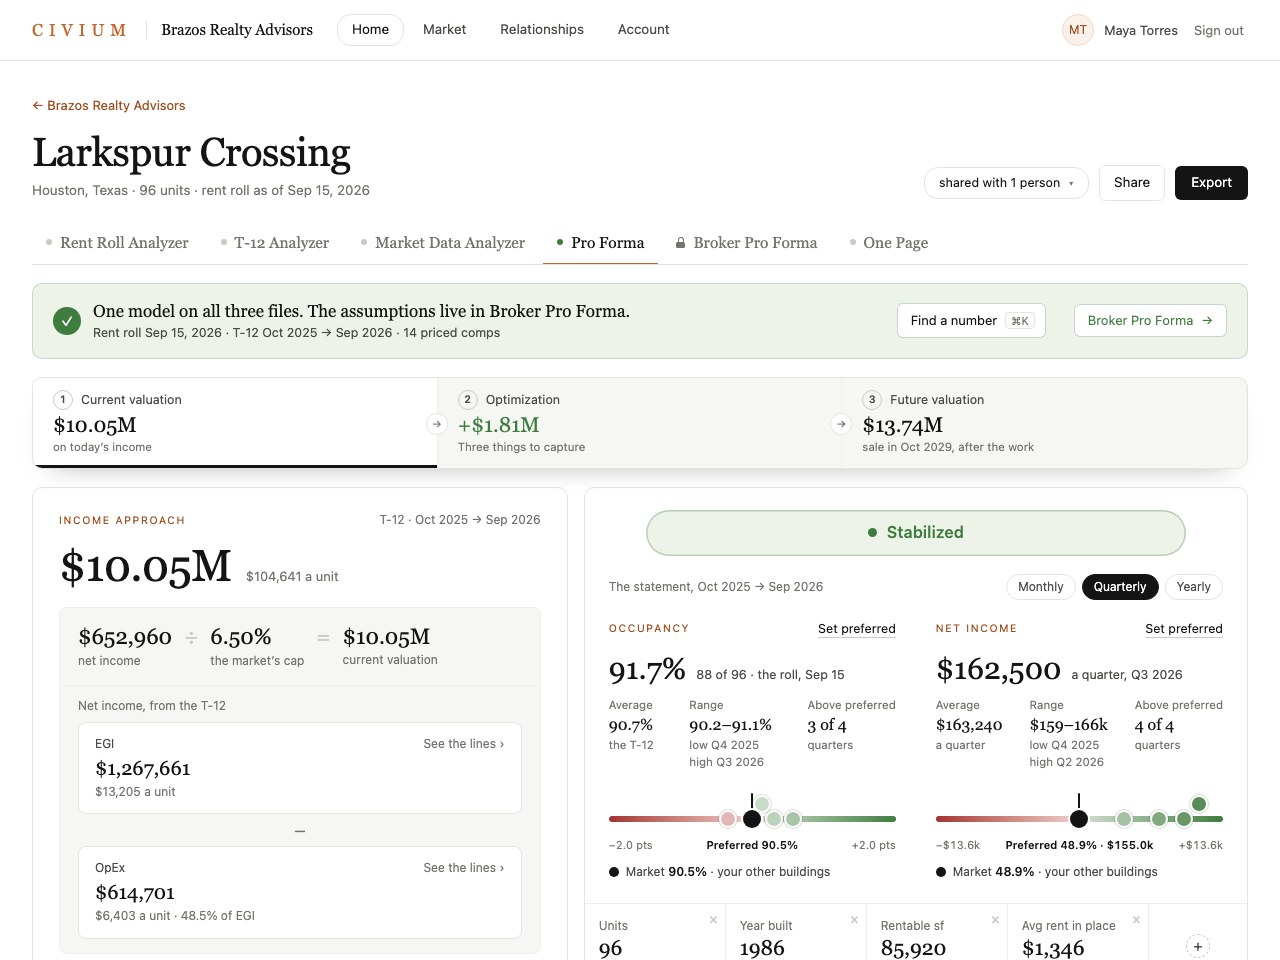 CIVIUM
Brazos Realty Advisors
Home
Market
Relationships
Account
MT
Maya Torres
Sign out
← Brazos Realty Advisors
Larkspur Crossing
Houston, Texas · 96 units · rent roll as of Sep 15, 2026
shared with 1 person ▾
Share
Export
Rent Roll Analyzer
T-12 Analyzer
Market Data Analyzer
Pro Forma
Broker Pro Forma
One Page
One model on all three files. The assumptions live in Broker Pro Forma.
Rent roll Sep 15, 2026 · T-12 Oct 2025 → Sep 2026 · 14 priced comps
Find a number ⌘K
Broker Pro Forma →
1 Current valuation
$10.05M
on today's income
→
2 Optimization
+$1.81M
Three things to capture
→
3 Future valuation
$13.74M
sale in Oct 2029, after the work
INCOME APPROACH
T-12 · Oct 2025 → Sep 2026
$10.05M
$104,641 a unit
$652,960 ÷ 6.50% = $10.05M
net income
the market's cap
current valuation
Net income, from the T-12
EGI
See the lines ›
$1,267,661
$13,205 a unit
−
OpEx
See the lines ›
$614,701
$6,403 a unit · 48.5% of EGI
Stabilized
The statement, Oct 2025 → Sep 2026
Monthly
Quarterly
Yearly
OCCUPANCY
Set preferred
91.7% 88 of 96 · the roll, Sep 15
Average
Range
Above preferred
90.7%
90.2–91.1%
3 of 4
the T-12
low Q4 2025
quarters
high Q3 2026
−2.0 pts
Preferred 90.5%
+2.0 pts
Market 90.5% · your other buildings
NET INCOME
Set preferred
$162,500 a quarter, Q3 2026
Average
Range
Above preferred
$163,240
$159–166k
4 of 4
a quarter
low Q4 2025
quarters
high Q2 2026
−$13.6k
Preferred 48.9% · $155.0k
+$13.6k
Market 48.9% · your other buildings
Units ×
96
Year built ×
1986
Rentable sf ×
85,920
Avg rent in place ×
$1,346
+